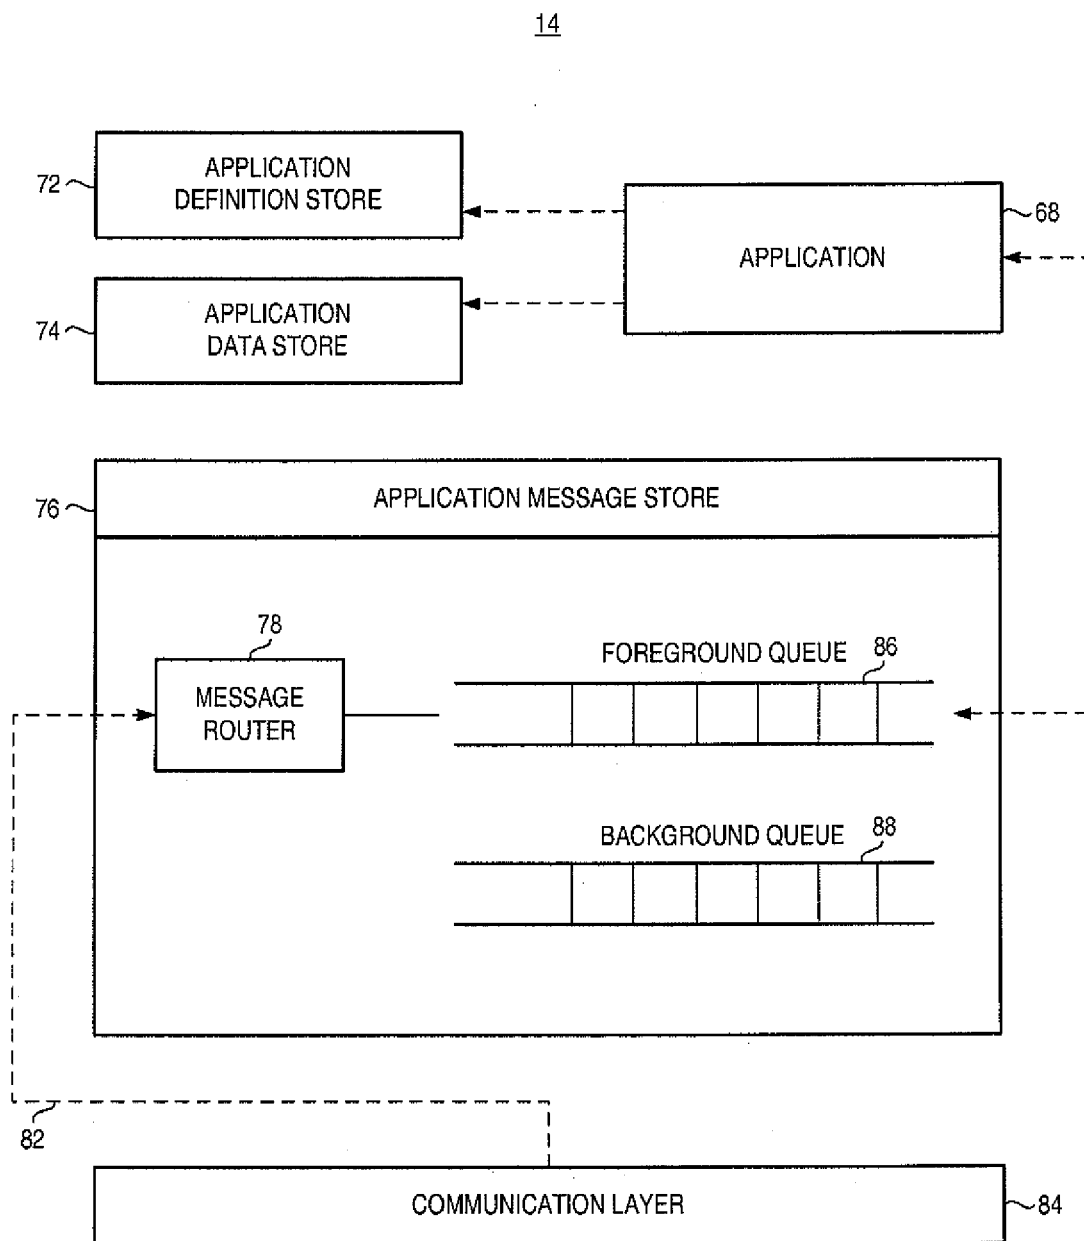 14
APPLICATION
DEFINITION STORE
72
APPLICATION
68
APPLICATION
DATA STORE
74
APPLICATION MESSAGE STORE
76
78
MESSAGE
ROUTER
FOREGROUND QUEUE
86
BACKGROUND QUEUE
88
82
COMMUNICATION LAYER
84